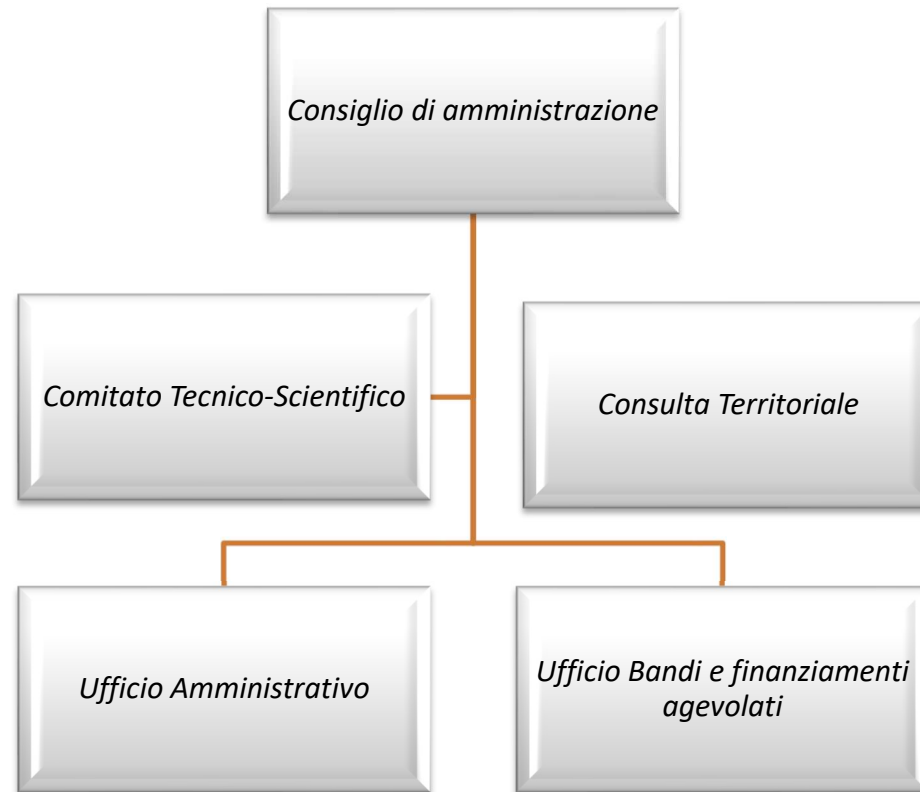 Consiglio di amministrazione
Comitato Tecnico-Scientifico
Consulta Territoriale
Ufficio Amministrativo
Ufficio Bandi e finanziamenti
agevolati